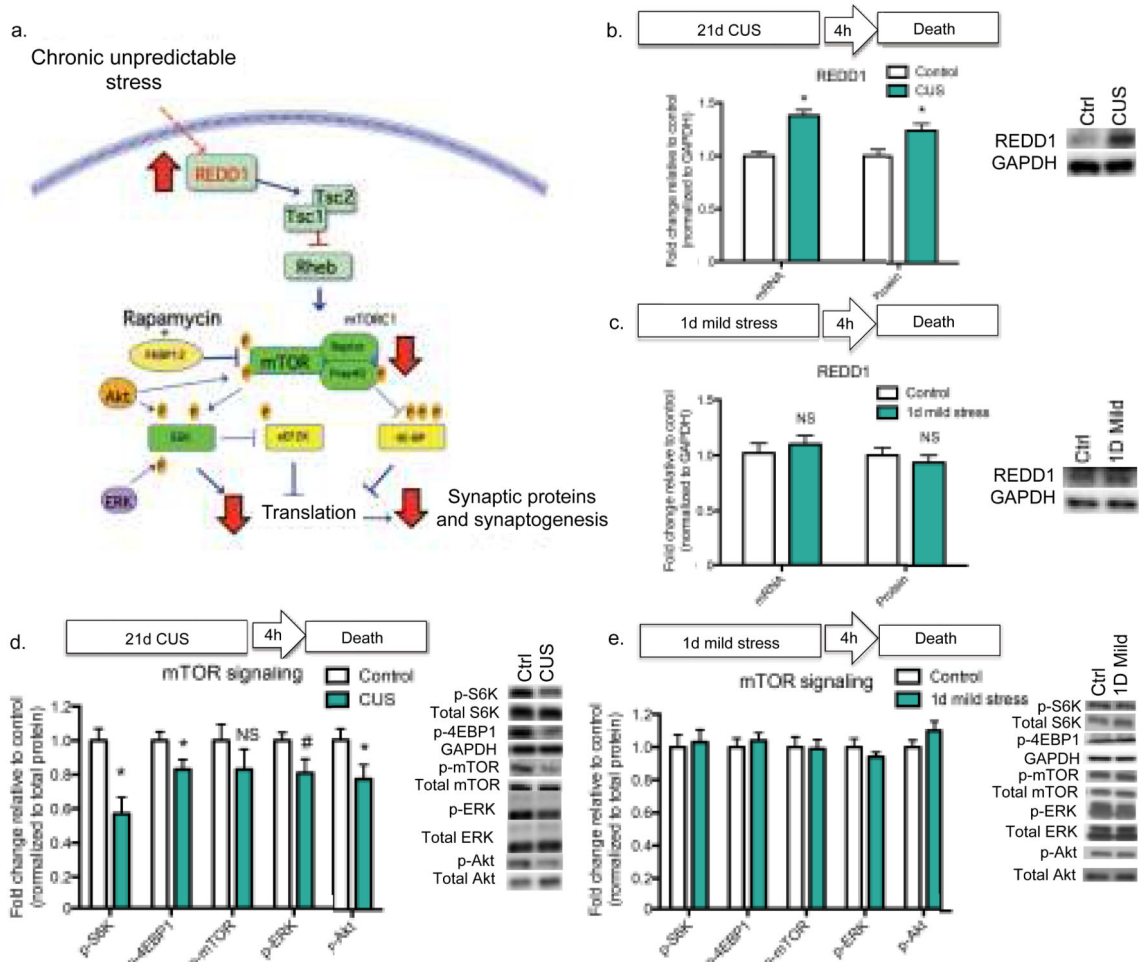 a.
Chronic unpredictable
stress
REDD1
Tsc2
Tsc1
Rheb
Rapamycin
mTORC1
mTOR
Akt
ERK
Translation
Synaptic proteins
and synaptogenesis
b.
21d CUS
4h
Death
REDD1
Control
CUS
Fold change relative to control
(normalized to GAPDH)
1.5
1.0
0.5
0
*
*
mRNA
Protein
Ctrl
CUS
REDD1
GAPDH
c.
1d mild stress
4h
Death
REDD1
Control
1d mild stress
Fold change relative to control
(normalized to GAPDH)
1.5
1.0
0.5
0
NS
NS
mRNA
Protein
Ctrl
1D Mild
REDD1
GAPDH
d.
21d CUS
4h
Death
mTOR signaling
Control
CUS
Fold change relative to control
(normalized to total protein)
1.2
1.0
0.8
0.6
0.4
0.2
0
*
*
NS
#
*
p-S6K
p-4EBP1
p-mTOR
p-ERK
p-Akt
Ctrl
CUS
p-S6K
Total S6K
p-4EBP1
GAPDH
p-mTOR
Total mTOR
p-ERK
Total ERK
p-Akt
Total Akt
e.
1d mild stress
4h
Death
mTOR signaling
Control
1d mild stress
Fold change relative to control
(normalized to total protein)
1.2
1.0
0.8
0.6
0.4
0.2
0
p-S6K
p-4EBP1
p-mTOR
p-ERK
p-Akt
Ctrl
1D Mild
p-S6K
Total S6K
p-4EBP1
GAPDH
p-mTOR
Total mTOR
p-ERK
Total ERK
p-Akt
Total Akt